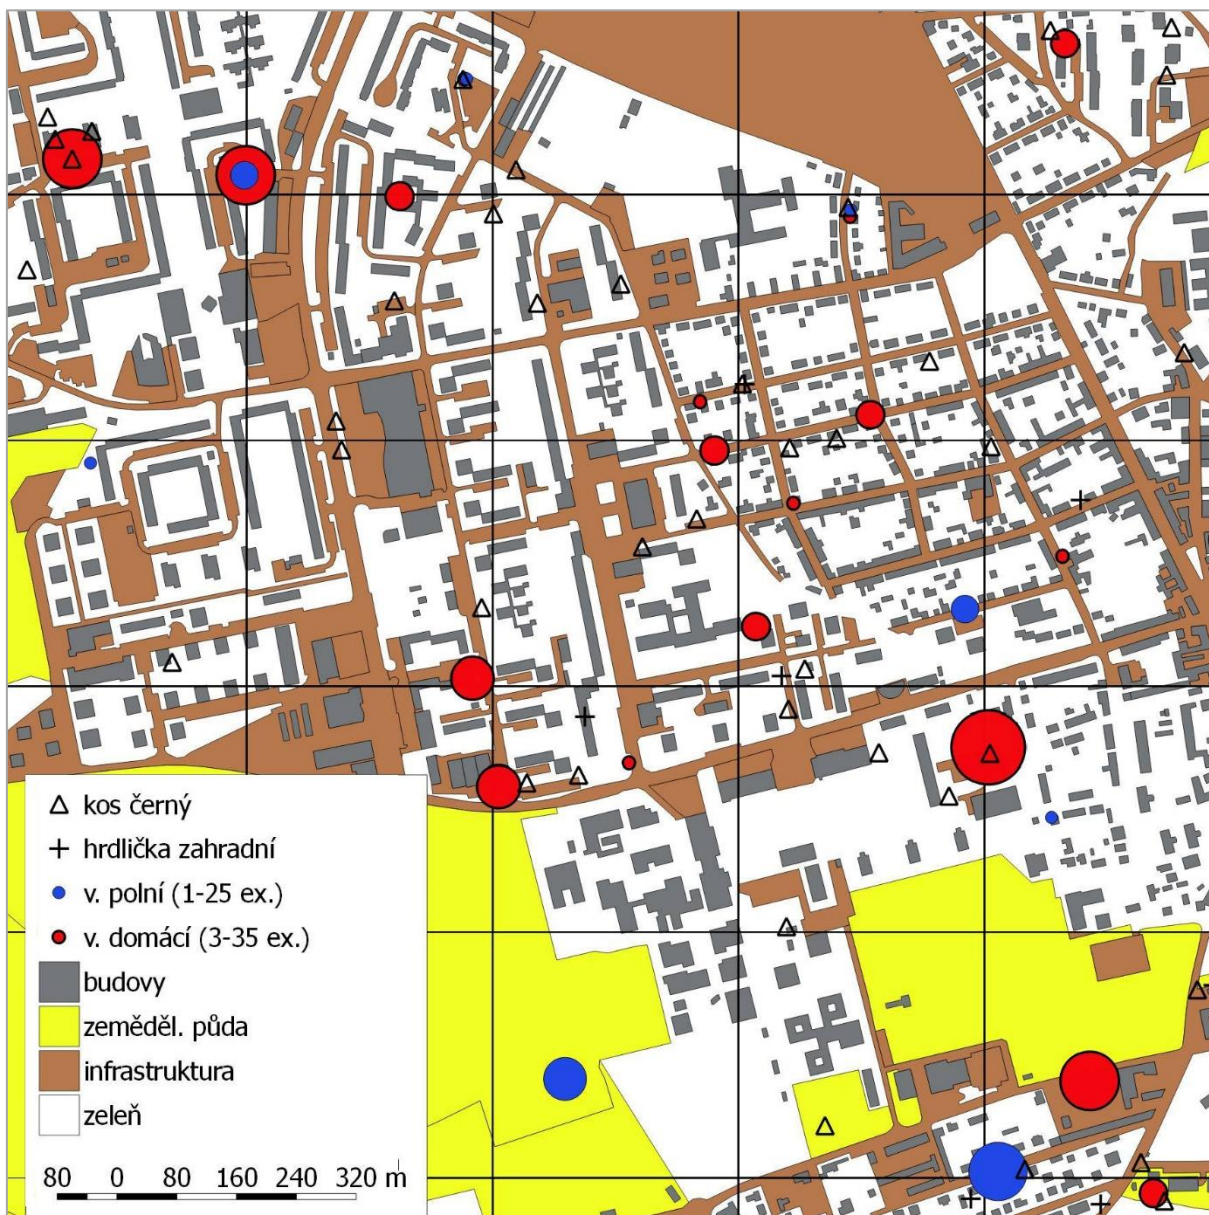 kos černý
hrdlička zahradní
v. polní (1-25 ex.)
v. domácí (3-35 ex.)
budovy
zeměděl. půda
infrastruktura
zeleň
80 0 80 160 240 320 m